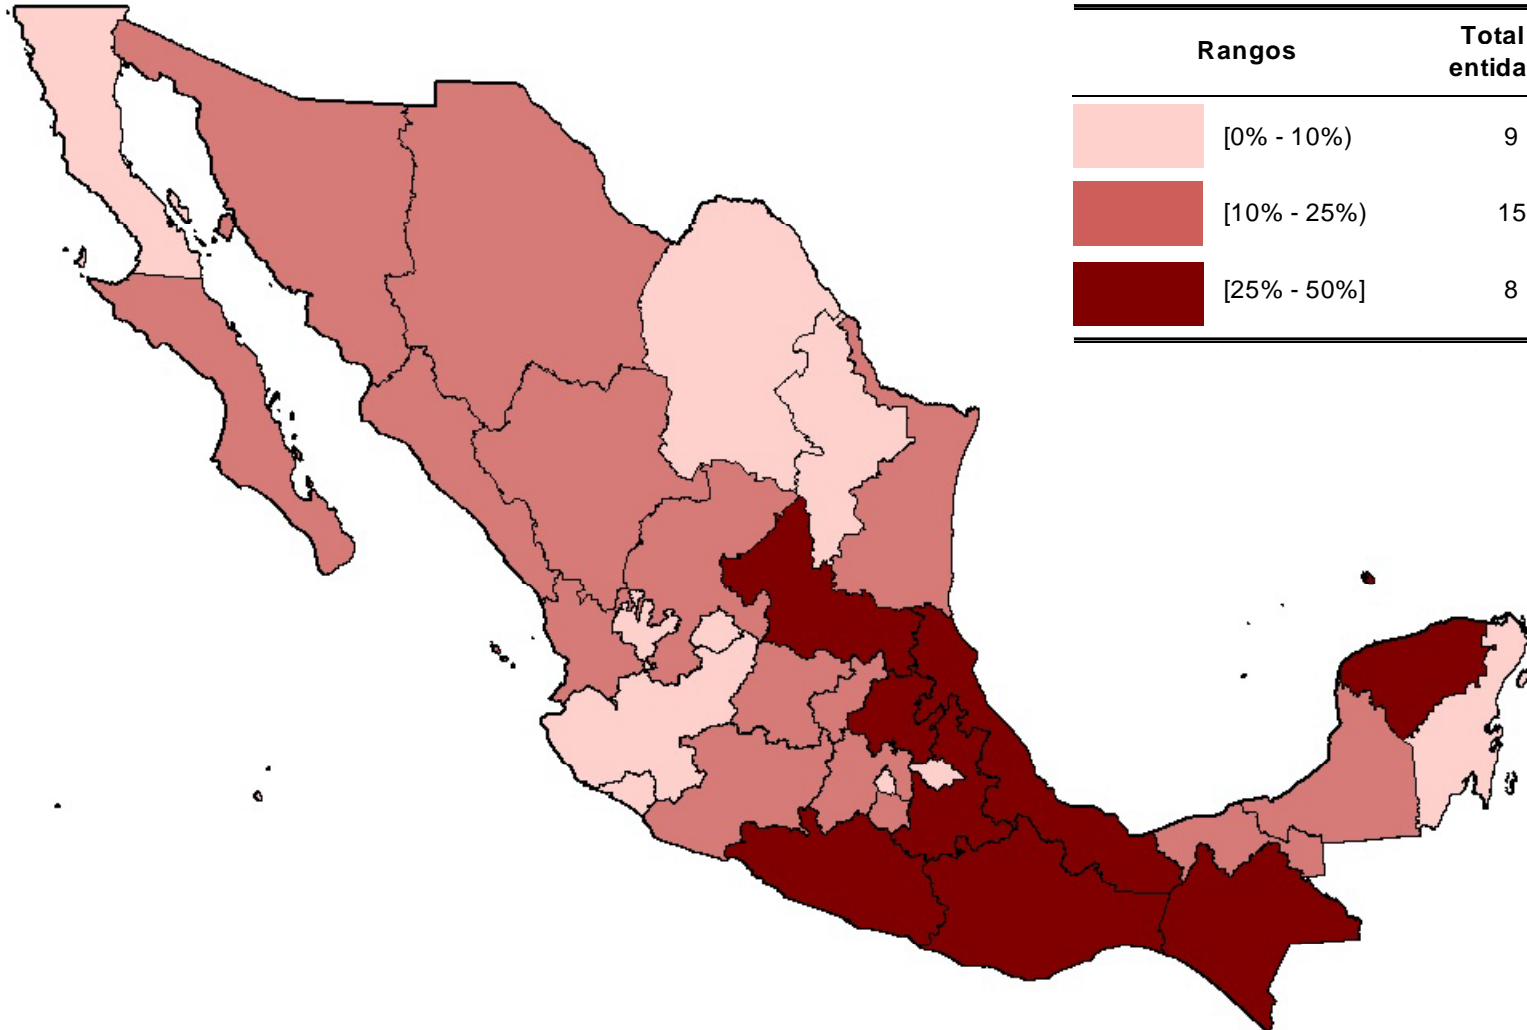 Rangos
Total
entida
[0% - 10%) 9
[10% - 25%) 15
[25% - 50%] 8